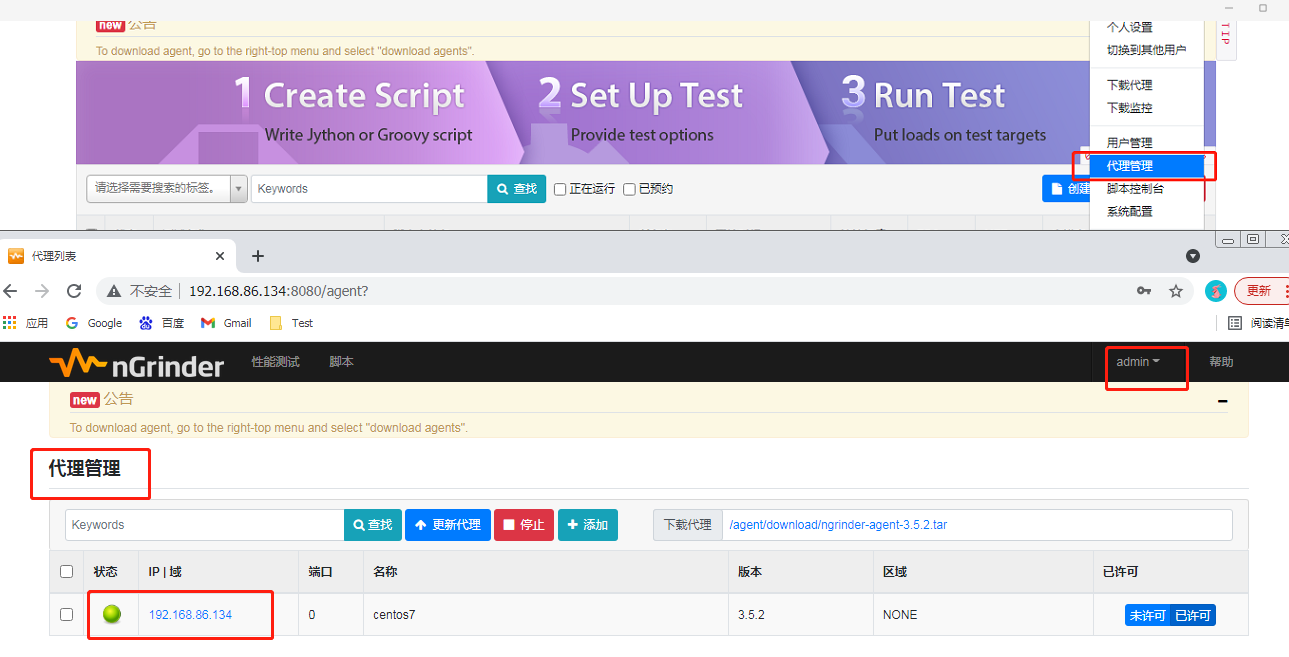 new 公告
个人设置
TIP
To download agent, go to the right-top menu and select "download agents".
切换到其他用户
下载代理
下载监控
1 Create Script
Write Jython or Groovy script
2 Set Up Test
Provide test options
3 Run Test
Put loads on test targets
用户管理
代理管理
脚本控制台
系统配置
请选择需要搜索的标签。
Keywords
查找
正在运行
已预约
创建
代理列表
不安全
192.168.86.134:8080/agent?
更新
应用
Google
百度
Gmail
Test
阅读清单
nGrinder
性能测试
脚本
admin
帮助
new 公告
To download agent, go to the right-top menu and select "download agents".
代理管理
Keywords
查找
更新代理
停止
添加
下载代理
/agent/download/ngrinder-agent-3.5.2.tar
状态 IP | 域 端口 名称 版本 区域 已许可
192.168.86.134 0 centos7 3.5.2 NONE 未许可 已许可